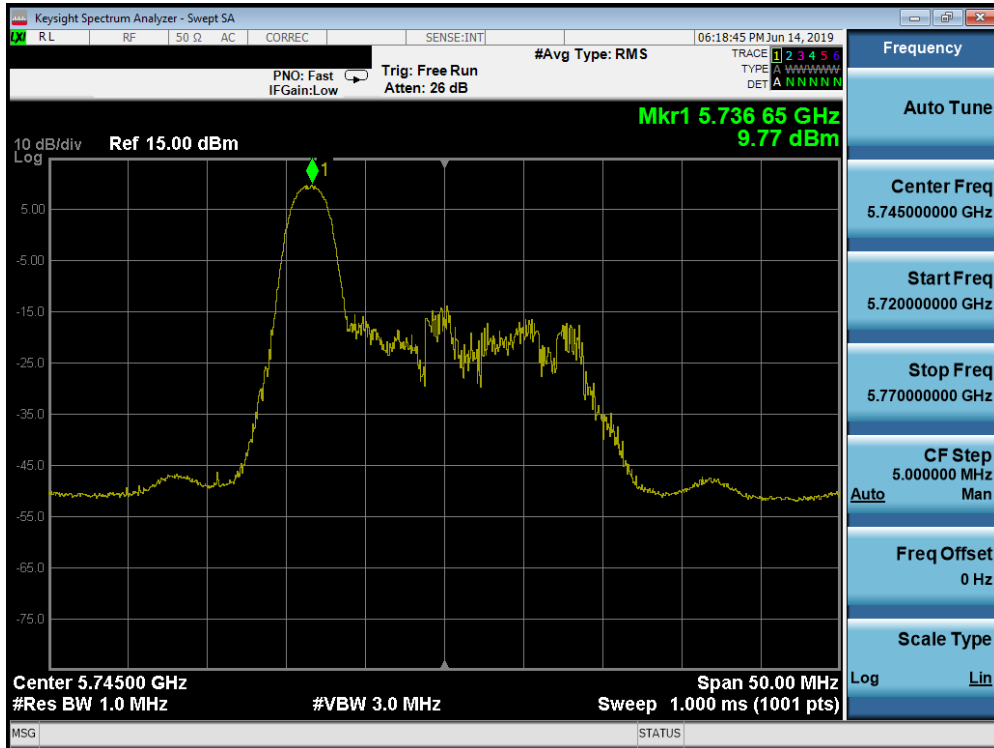 Keysight Spectrum Analyzer - Swept SA
LXI RL RF 50 Ω AC CORREC SENSE:INT 06:18:45 PM Jun 14, 2019
#Avg Type: RMS
TRACE 1 2 3 4 5 6
TYPE A WWWWW
DET A N N N N N
PNO: Fast
IFGain:Low
Trig: Free Run
Atten: 26 dB
Mkr1 5.736 65 GHz
9.77 dBm
10 dB/div
Log
Ref 15.00 dBm
1
5.00
-5.00
-15.0
-25.0
-35.0
-45.0
-55.0
-65.0
-75.0
Center 5.74500 GHz
Span 50.00 MHz
#Res BW 1.0 MHz
#VBW 3.0 MHz
Sweep 1.000 ms (1001 pts)
MSG
STATUS
Frequency
Auto Tune
Center Freq
5.745000000 GHz
Start Freq
5.720000000 GHz
Stop Freq
5.770000000 GHz
CF Step
5.000000 MHz
Auto Man
Freq Offset
0 Hz
Scale Type
Log Lin